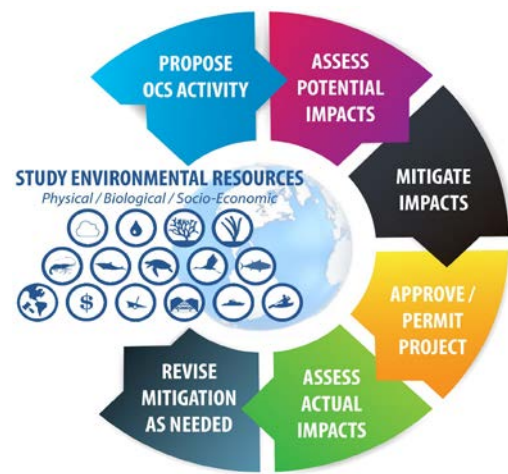 PROPOSE
OCS ACTIVITY
ASSESS
POTENTIAL
IMPACTS
MITIGATE
IMPACTS
APPROVE /
PERMIT
PROJECT
ASSESS
ACTUAL
IMPACTS
REVISE
MITIGATION
AS NEEDED
STUDY ENVIRONMENTAL RESOURCES
Physical / Biological / Socio-Economic
$